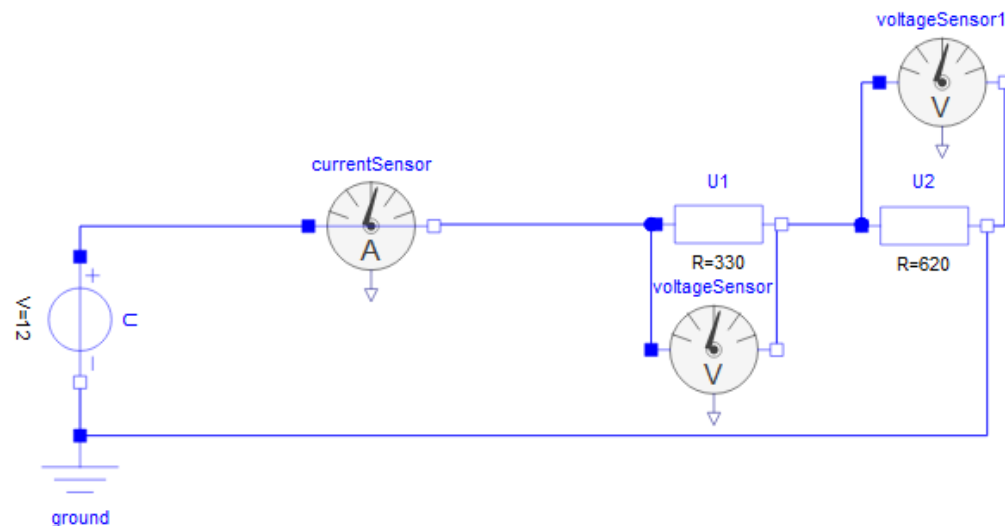 voltageSensor1
V
currentSensor
A
U1
R=330
U2
R=620
voltageSensor
V
+
U
V=12
−
ground